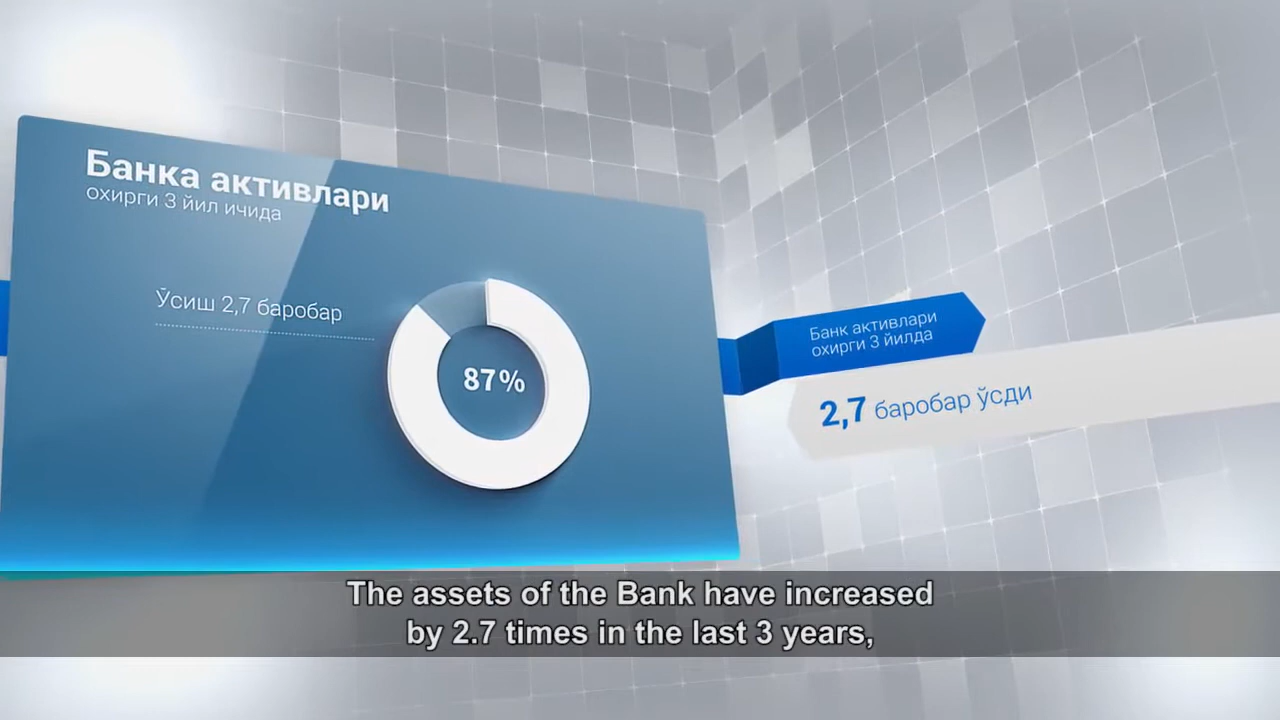 Банка активлари
охирги 3 йил ичида
Ўсиш 2,7 баробар
87%
Банк активлари
охирги 3 йилда
2,7 баробар ўсди
The assets of the Bank have increased
by 2.7 times in the last 3 years,